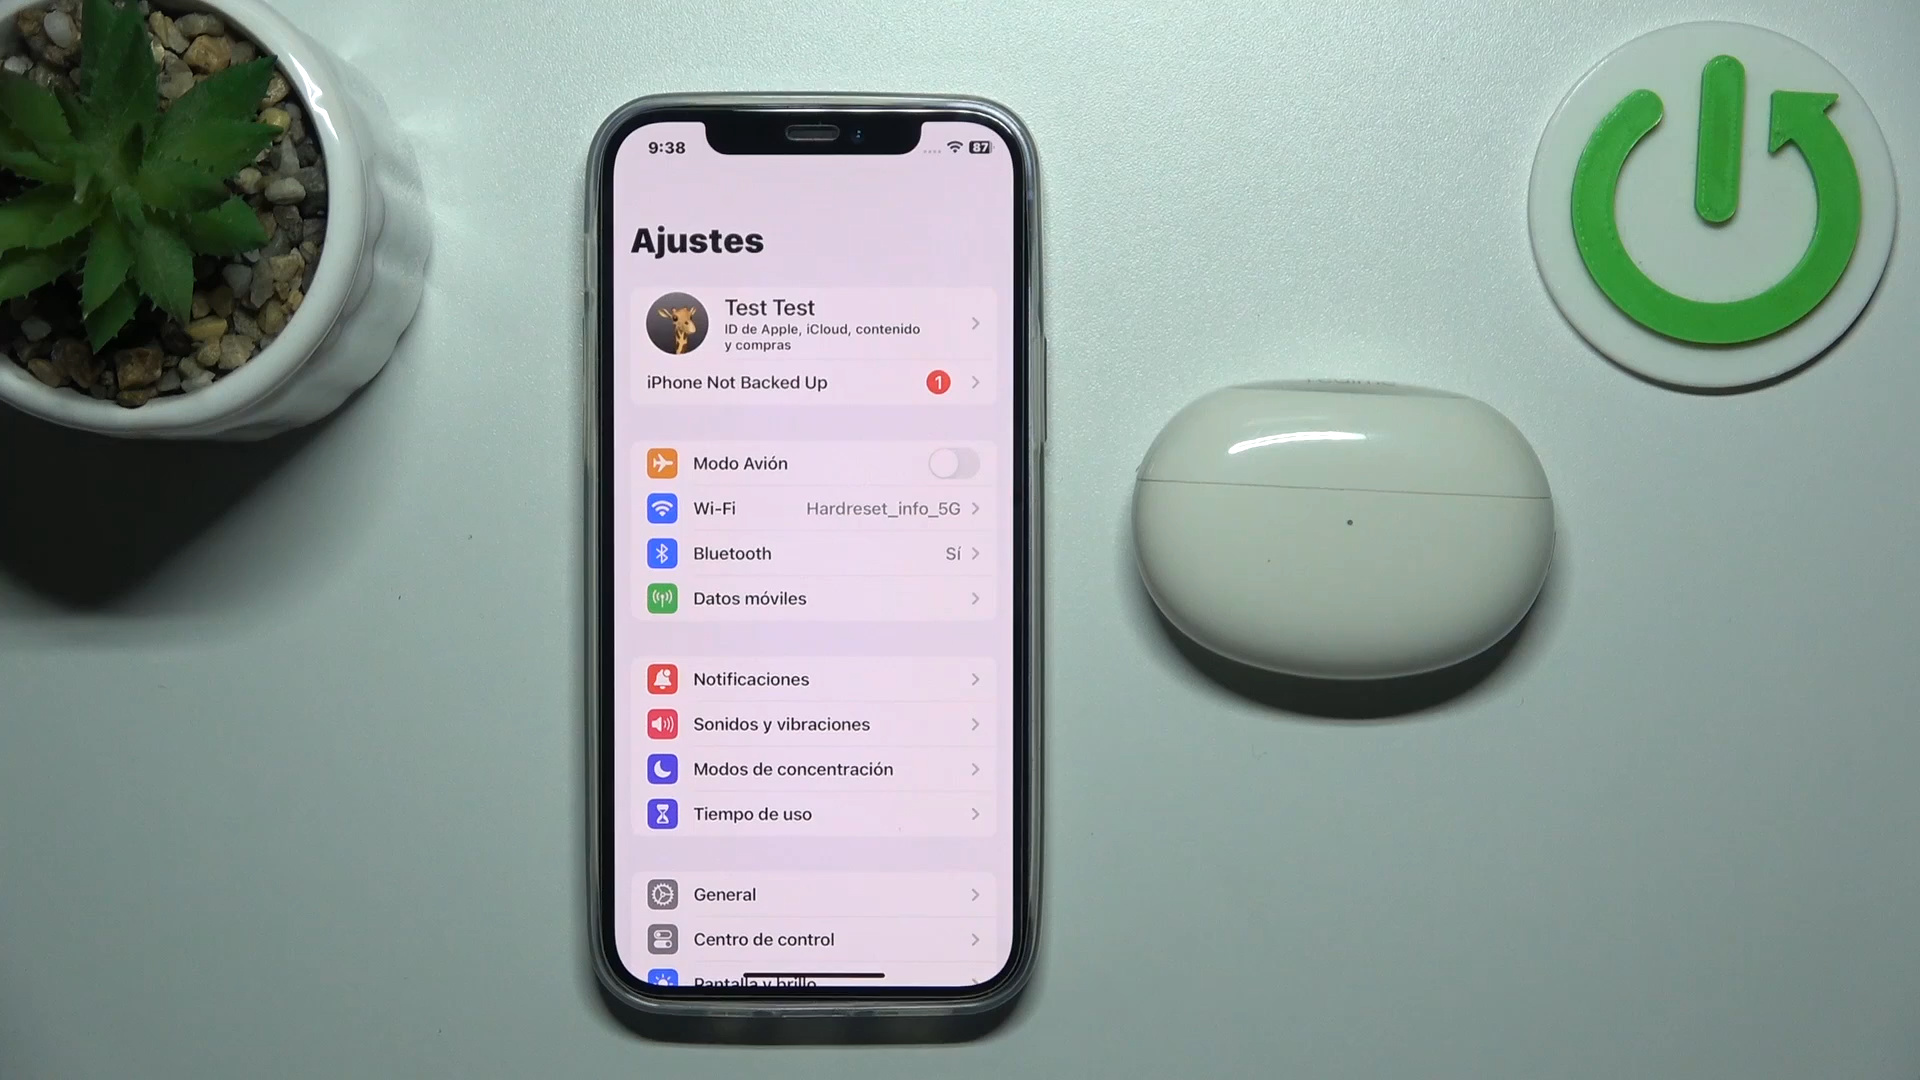 9:38
87
Ajustes
Test Test
ID de Apple, iCloud, contenido
y compras
iPhone Not Backed Up
1
Modo Avión
Wi-Fi
Hardreset_info_5G
Bluetooth
Sí
Datos móviles
Notificaciones
Sonidos y vibraciones
Modos de concentración
Tiempo de uso
General
Centro de control
Pantalla y brillo